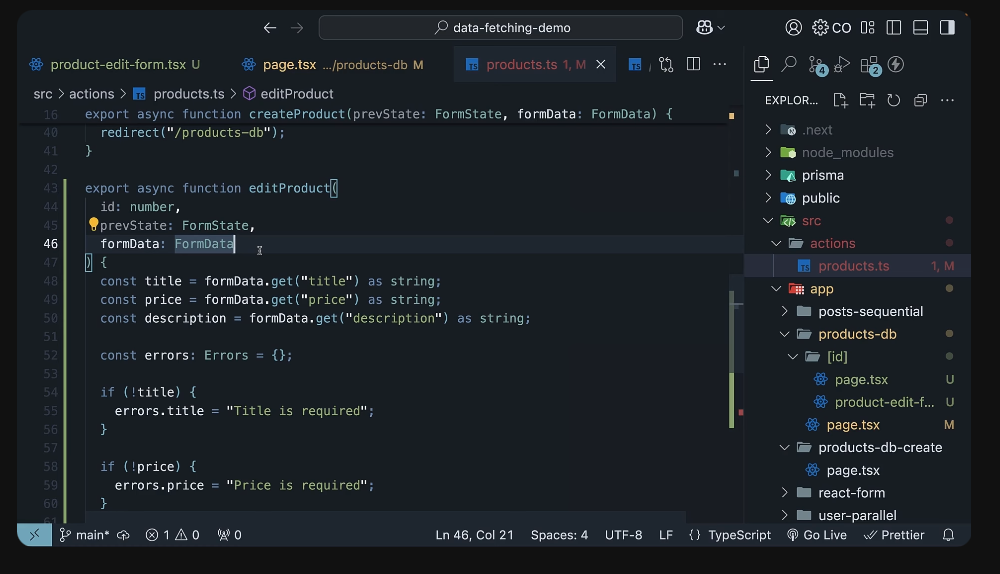 data-fetching-demo
CO
product-edit-form.tsx U
page.tsx .../products-db M
products.ts 1, M
src > actions > products.ts > editProduct
16 export async function createProduct(prevState: FormState, formData: FormData) {
40 redirect("/products-db");
41 }
42
43 export async function editProduct(
44 id: number,
45 prevState: FormState,
46 formData: FormData
47 ) {
48 const title = formData.get("title") as string;
49 const price = formData.get("price") as string;
50 const description = formData.get("description") as string;
51
52 const errors: Errors = {};
53
54 if (!title) {
55 errors.title = "Title is required";
56 }
57
58 if (!price) {
59 errors.price = "Price is required";
60 }
61
4
2
EXPLOR...
.next
node_modules
prisma
public
src
actions
products.ts 1, M
app
posts-sequential
products-db
[id]
page.tsx U
product-edit-f... U
page.tsx M
products-db-create
page.tsx
react-form
user-parallel
main* 1 0 0 Ln 46, Col 21 Spaces: 4 UTF-8 LF {} TypeScript Go Live Prettier